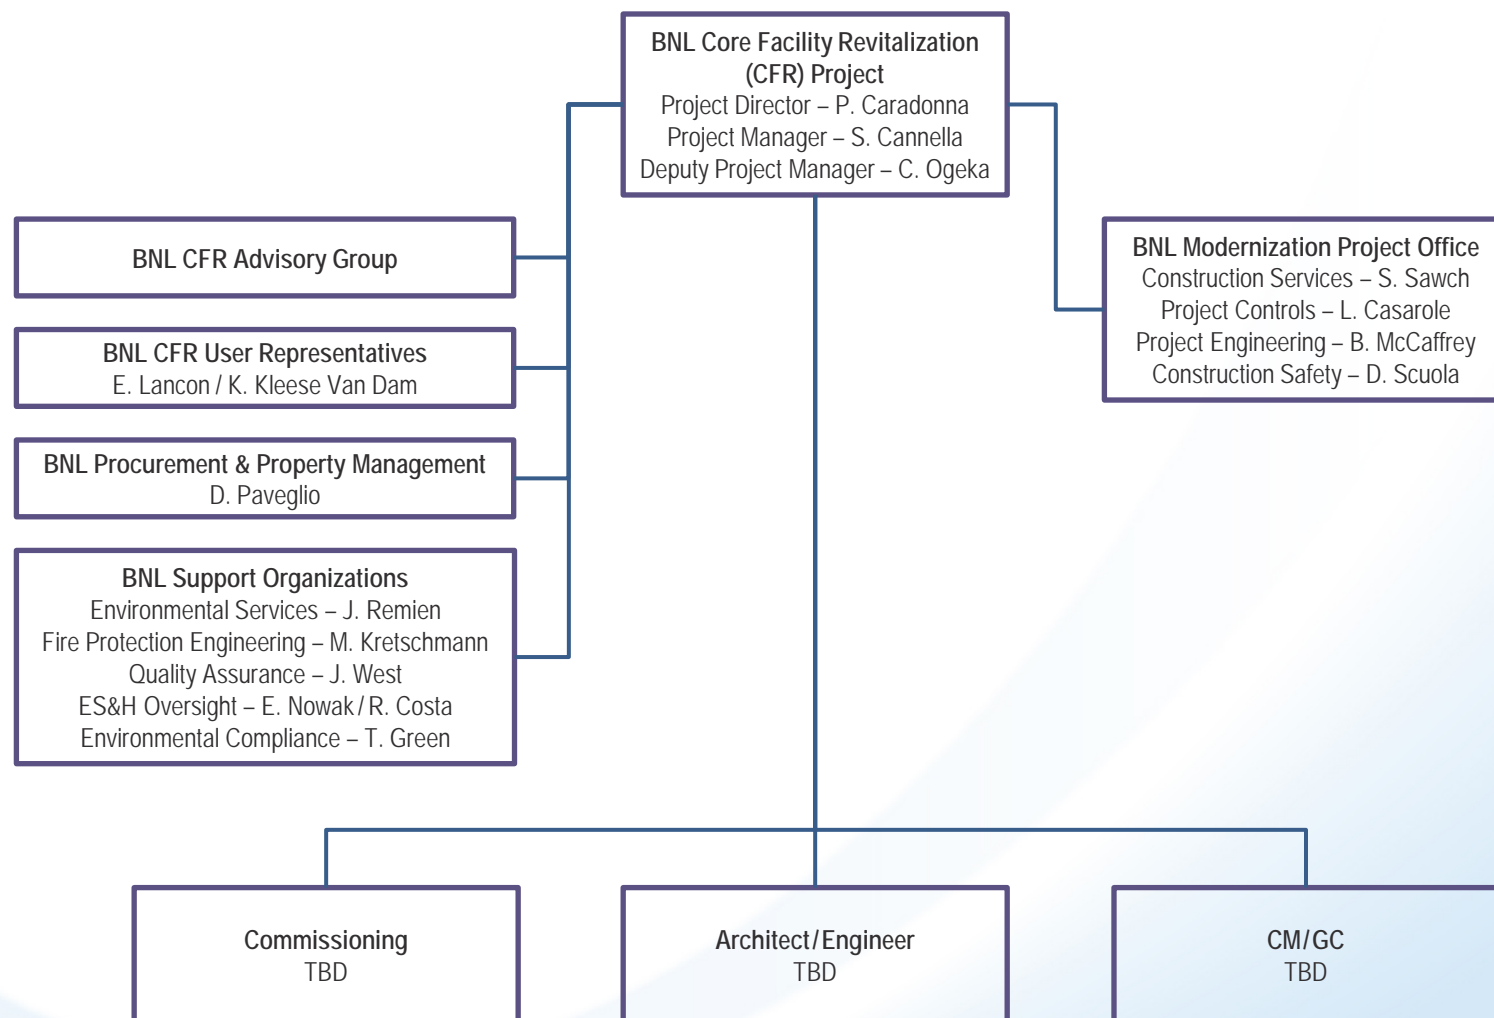 BNL Core Facility Revitalization
(CFR) Project
Project Director – P. Caradonna
Project Manager – S. Cannella
Deputy Project Manager – C. Ogeka
BNL CFR Advisory Group
BNL CFR User Representatives
E. Lancon / K. Kleese Van Dam
BNL Procurement & Property Management
D. Paveglio
BNL Support Organizations
Environmental Services – J. Remien
Fire Protection Engineering – M. Kretschmann
Quality Assurance – J. West
ES&H Oversight – E. Nowak / R. Costa
Environmental Compliance – T. Green
BNL Modernization Project Office
Construction Services – S. Sawch
Project Controls – L. Casarole
Project Engineering – B. McCaffrey
Construction Safety – D. Scuola
Commissioning
TBD
Architect/Engineer
TBD
CM/GC
TBD